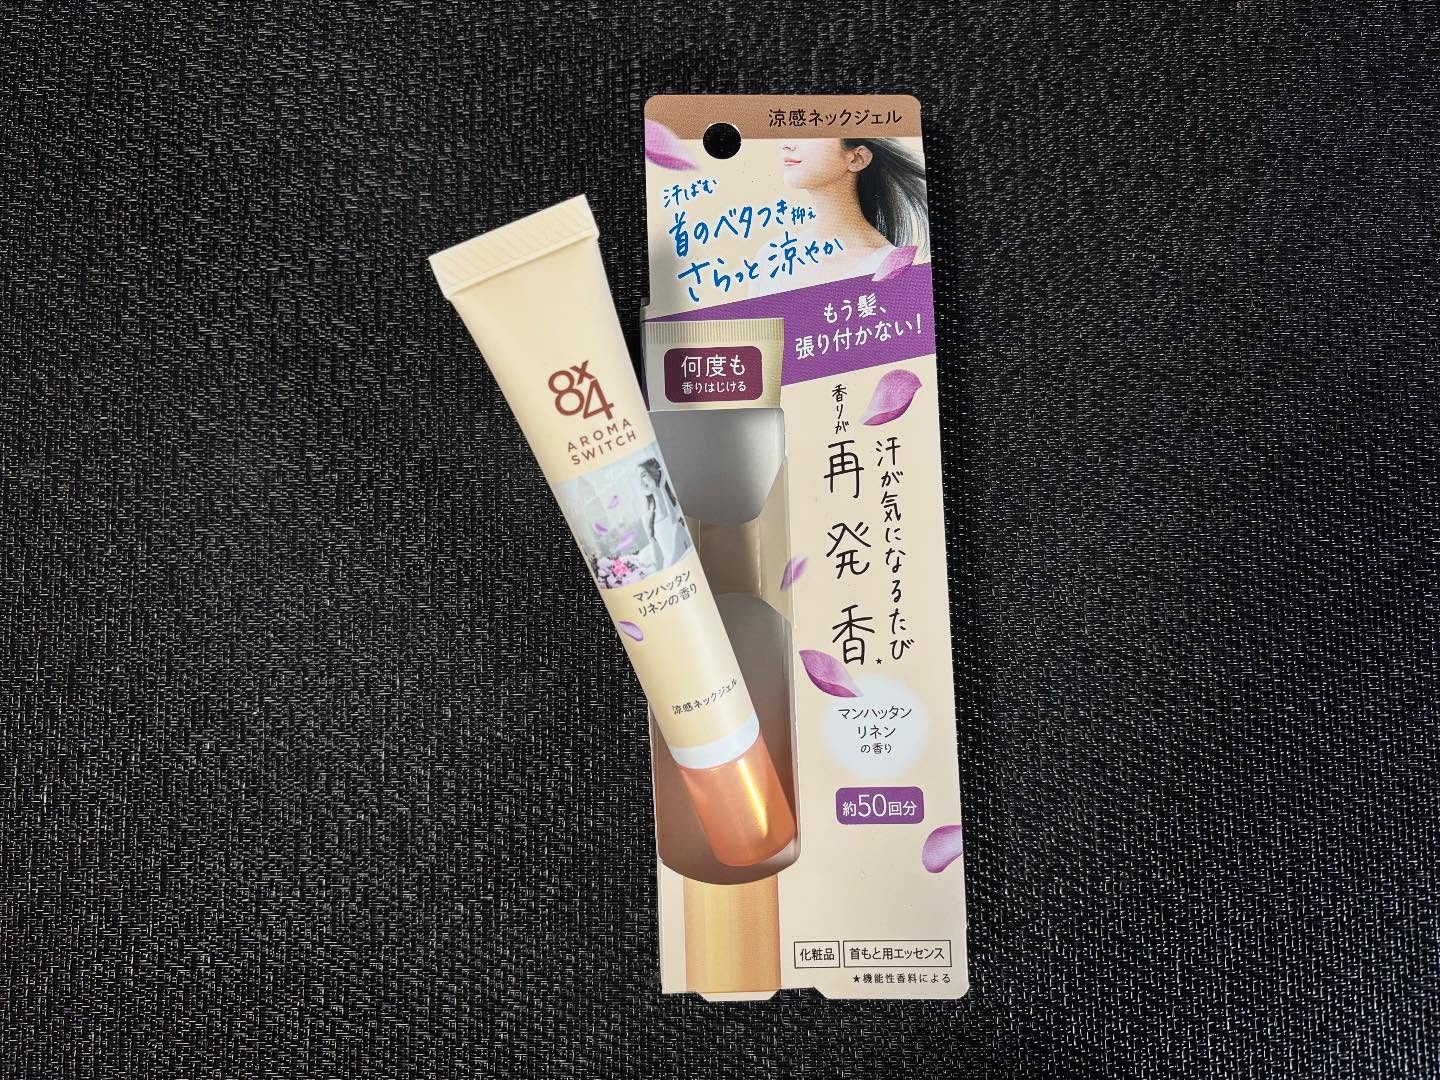 8x4
AROMA
SWITCH
マンハッタン
リネンの香り
涼感ネックジェル
涼感ネックジェル
汗ばむ
首のベタつき抑え
さらっと涼やか
もう髪、
張り付かない!
何度も
香りはじける
汗が気になるたび
香りが
再発香★
マンハッタン
リネン
の香り
約50回分
化粧品 首もと用エッセンス
★機能性香料による